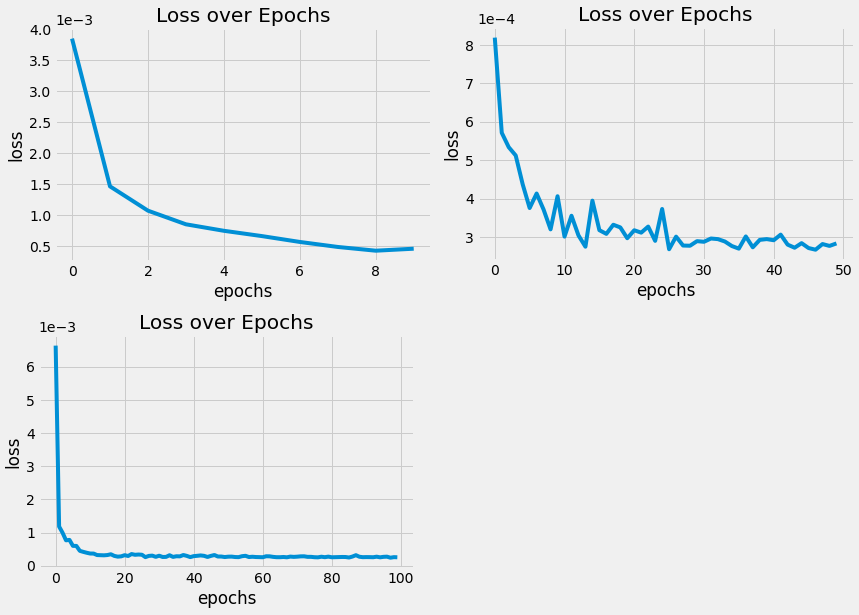 Loss over Epochs
1e−3
4.0
3.5
3.0
2.5
2.0
1.5
1.0
0.5
loss
0 2 4 6 8
epochs
Loss over Epochs
1e−4
8
7
6
5
4
3
loss
0 10 20 30 40 50
epochs
Loss over Epochs
1e−3
6
5
4
3
2
1
0
loss
0 20 40 60 80 100
epochs